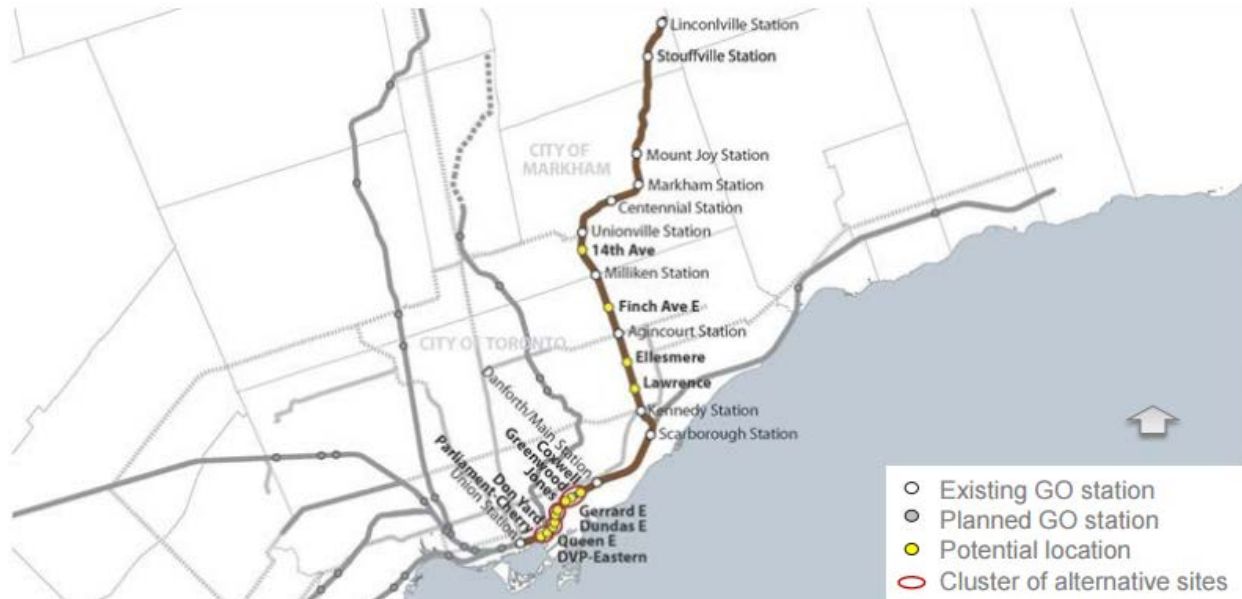 Linconlville Station
Stouffville Station
Mount Joy Station
CITY OF
MARKHAM
Markham Station
Centennial Station
Unionville Station
14th Ave
Milliken Station
Finch Ave E
Agincourt Station
CITY OF TORONTO
Ellesmere
Lawrence
Kennedy Station
Scarborough Station
Danforth/Main Station
Coxwell
Greenwood
Jones
Don Yard
Parliament-Cherry
Union Station
Gerrard E
Dundas E
Queen E
DVP-Eastern
Existing GO station
Planned GO station
Potential location
Cluster of alternative sites